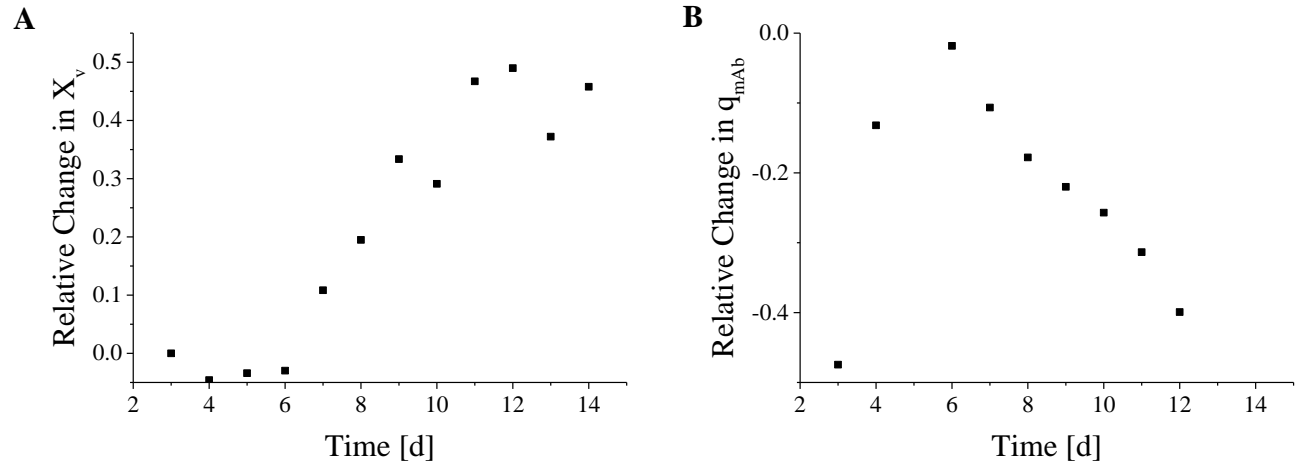 A
Relative Change in Xv
0.5
0.4
0.3
0.2
0.1
0.0
2 4 6 8 10 12 14
Time [d]
B
Relative Change in qmAb
0.0
-0.2
-0.4
2 4 6 8 10 12 14
Time [d]